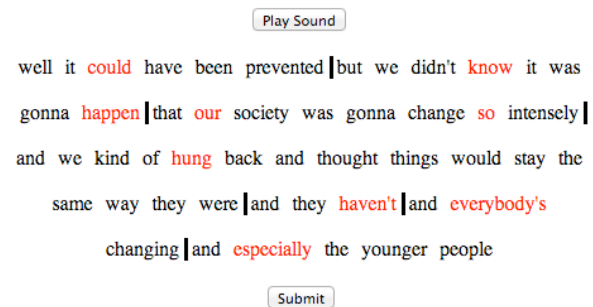 Play Sound
well it could have been prevented | but we didn't know it was
gonna happen | that our society was gonna change so intensely |
and we kind of hung back and thought things would stay the
same way they were | and they haven't | and everybody's
changing | and especially the younger people
Submit